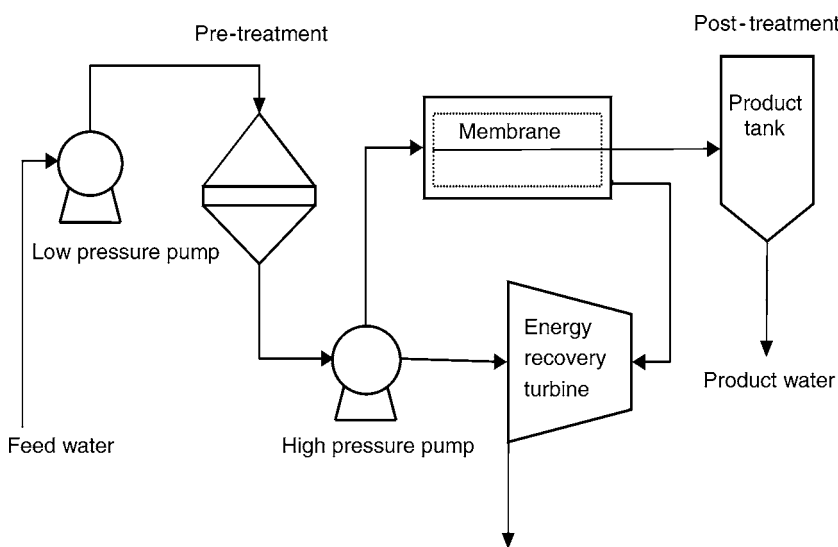 Pre-treatment
Post-treatment
Membrane
Product
tank
Low pressure pump
Energy
recovery
turbine
Product water
Feed water
High pressure pump